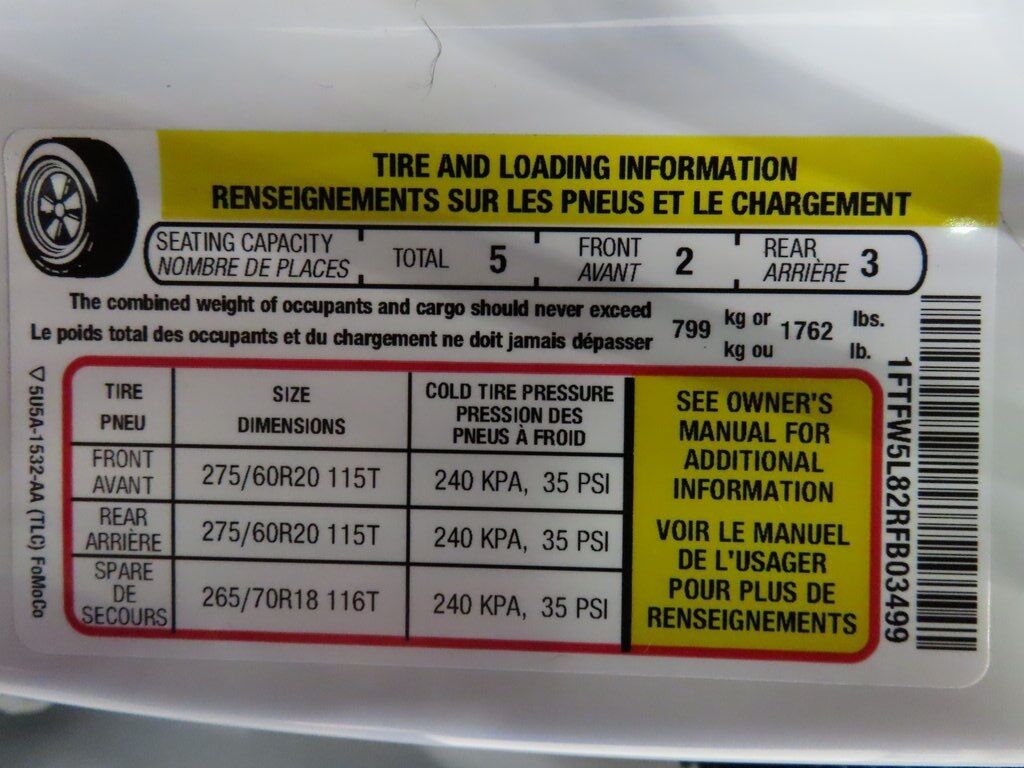 TIRE AND LOADING INFORMATION
RENSEIGNEMENTS SUR LES PNEUS ET LE CHARGEMENT
SEATING CAPACITY TOTAL 5 FRONT 2 REAR 3
NOMBRE DE PLACES AVANT ARRIÈRE
The combined weight of occupants and cargo should never exceed 799 kg or 1762 lbs.
Le poids total des occupants et du chargement ne doit jamais dépasser kg ou lb.
TIRE SIZE COLD TIRE PRESSURE
PNEU DIMENSIONS PRESSION DES
PNEUS À FROID
FRONT
AVANT 275/60R20 115T 240 KPA, 35 PSI
REAR
ARRIÈRE 275/60R20 115T 240 KPA, 35 PSI
SPARE
DE
SECOURS 265/70R18 116T 240 KPA, 35 PSI
SEE OWNER'S
MANUAL FOR
ADDITIONAL
INFORMATION
VOIR LE MANUEL
DE L'USAGER
POUR PLUS DE
RENSEIGNEMENTS
▽5U5A-1532-AA (TLC) FoMoCo
1FTFW5L82RFB03499